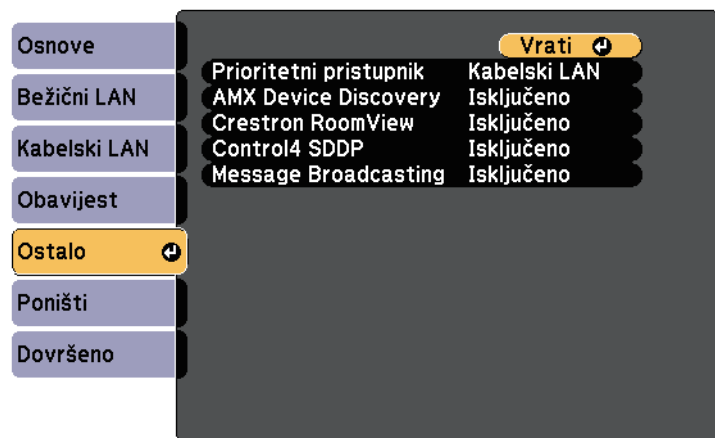 Osnove
Bežični LAN
Kabelski LAN
Obavijest
Ostalo
Poništi
Dovršeno
Vrati
Prioritetni pristupnik Kabelski LAN
AMX Device Discovery Isključeno
Crestron RoomView Isključeno
Control4 SDDP Isključeno
Message Broadcasting Isključeno